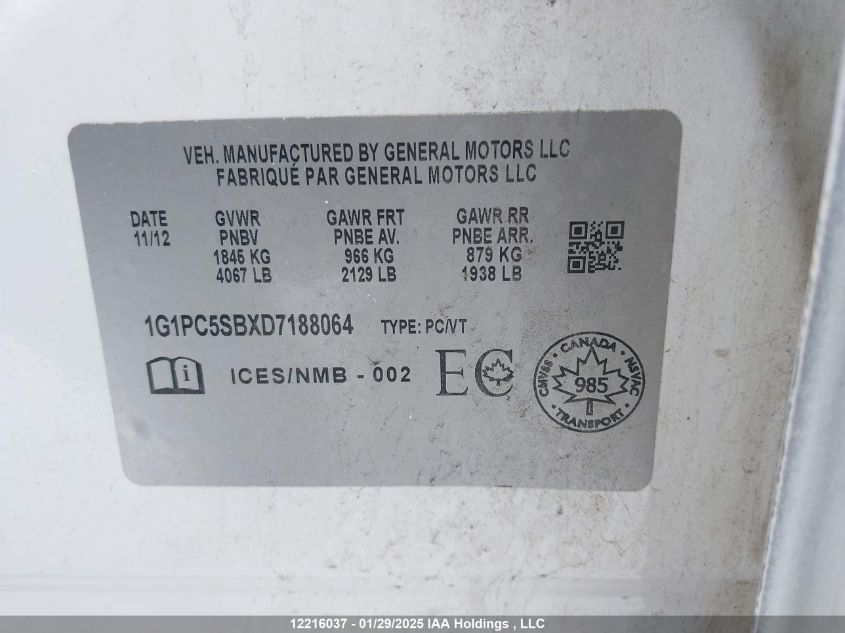 VEH. MANUFACTURED BY GENERAL MOTORS LLC
FABRIQUÉ PAR GENERAL MOTORS LLC
DATE GVWR GAWR FRT GAWR RR
11/12 PNBV PNBE AV. PNBE ARR.
1845 KG 966 KG 879 KG
4067 LB 2129 LB 1938 LB
1G1PC5SBXD7188064 TYPE: PC/VT
i ICES/NMB - 002 EC
CANADA
CMVSS 985 NSVAC
TRANSPORT
12216037 - 01/29/2025 IAA Holdings , LLC